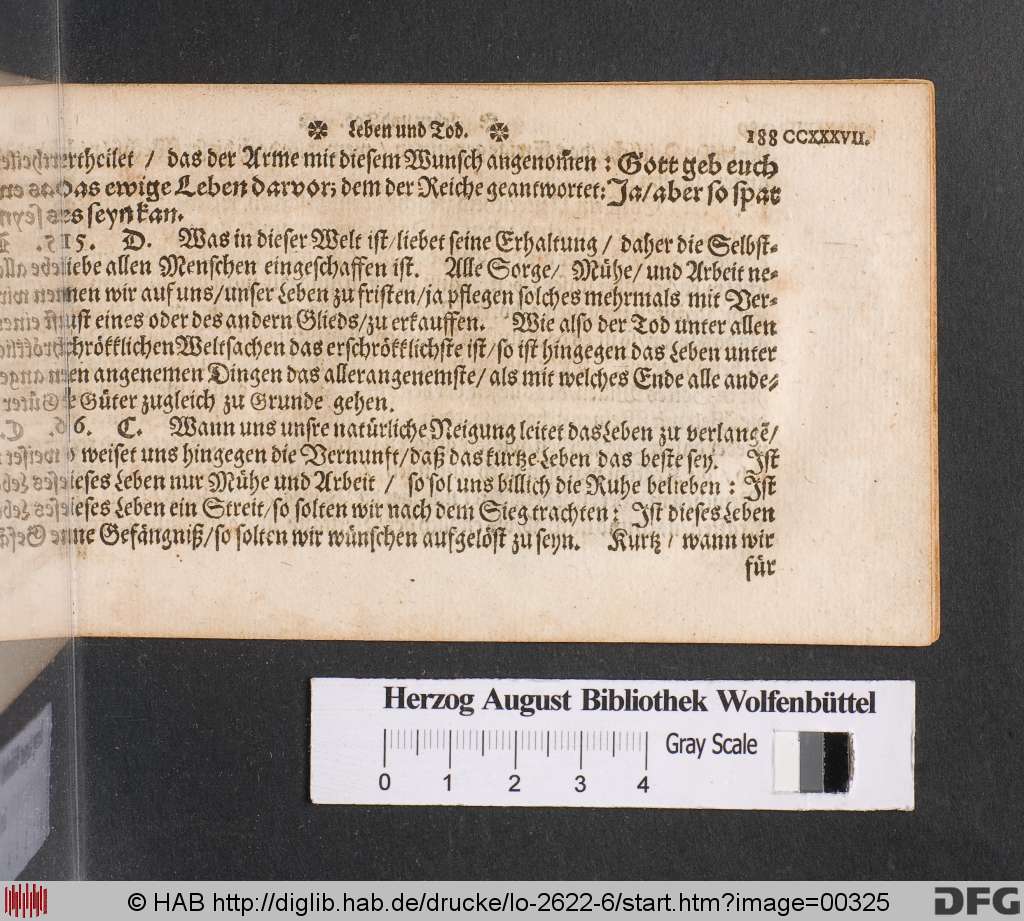 Leben und Tod. 188 CCXXXVII.
ertheilet / das der Arme mit diesem Wunsch angenom̃en : Gott geb euch
das ewige Leben darvor; dem der Reiche geantwortet: Ja/ aber so spat
es seyn kan.
5. D. Was in dieser Welt ist/ liebet seine Erhaltung / daher die Selbst-
liebe allen Menschen eingeschaffen ist. Alle Sorge/ Mühe/ und Arbeit ne-
men wir auf uns/ unser Leben zu fristen/ ja pflegen solches mehrmals mit Ver-
lust eines oder des andern Glieds/ zu erkauffen. Wie also der Tod unter allen
schrökklichen Weltsachen das erschrökklichste ist/ so ist hingegen das Leben unter
angenemen Dingen das allerangenemste/ als mit welches Ende alle ande-
Güter zugleich zu Grunde gehen.
6. C. Wann uns unsre natürliche Neigung leitet das Leben zu verlangẽ/
weiset uns hingegen die Vernunft/ daß das kurtze Leben das beste sey. Ist
dieses Leben nur Mühe und Arbeit / so sol uns billich die Ruhe belieben : Ist
dieses Leben ein Streit/ so solten wir nach dem Sieg trachten : Ist dieses Leben
eine Gefängniß/ so solten wir wünschen aufgelöst zu seyn. Kurtz / wann wir
für
Herzog August Bibliothek Wolfenbüttel
Gray Scale
0 1 2 3 4
© HAB http://diglib.hab.de/drucke/lo-2622-6/start.htm?image=00325 DFG